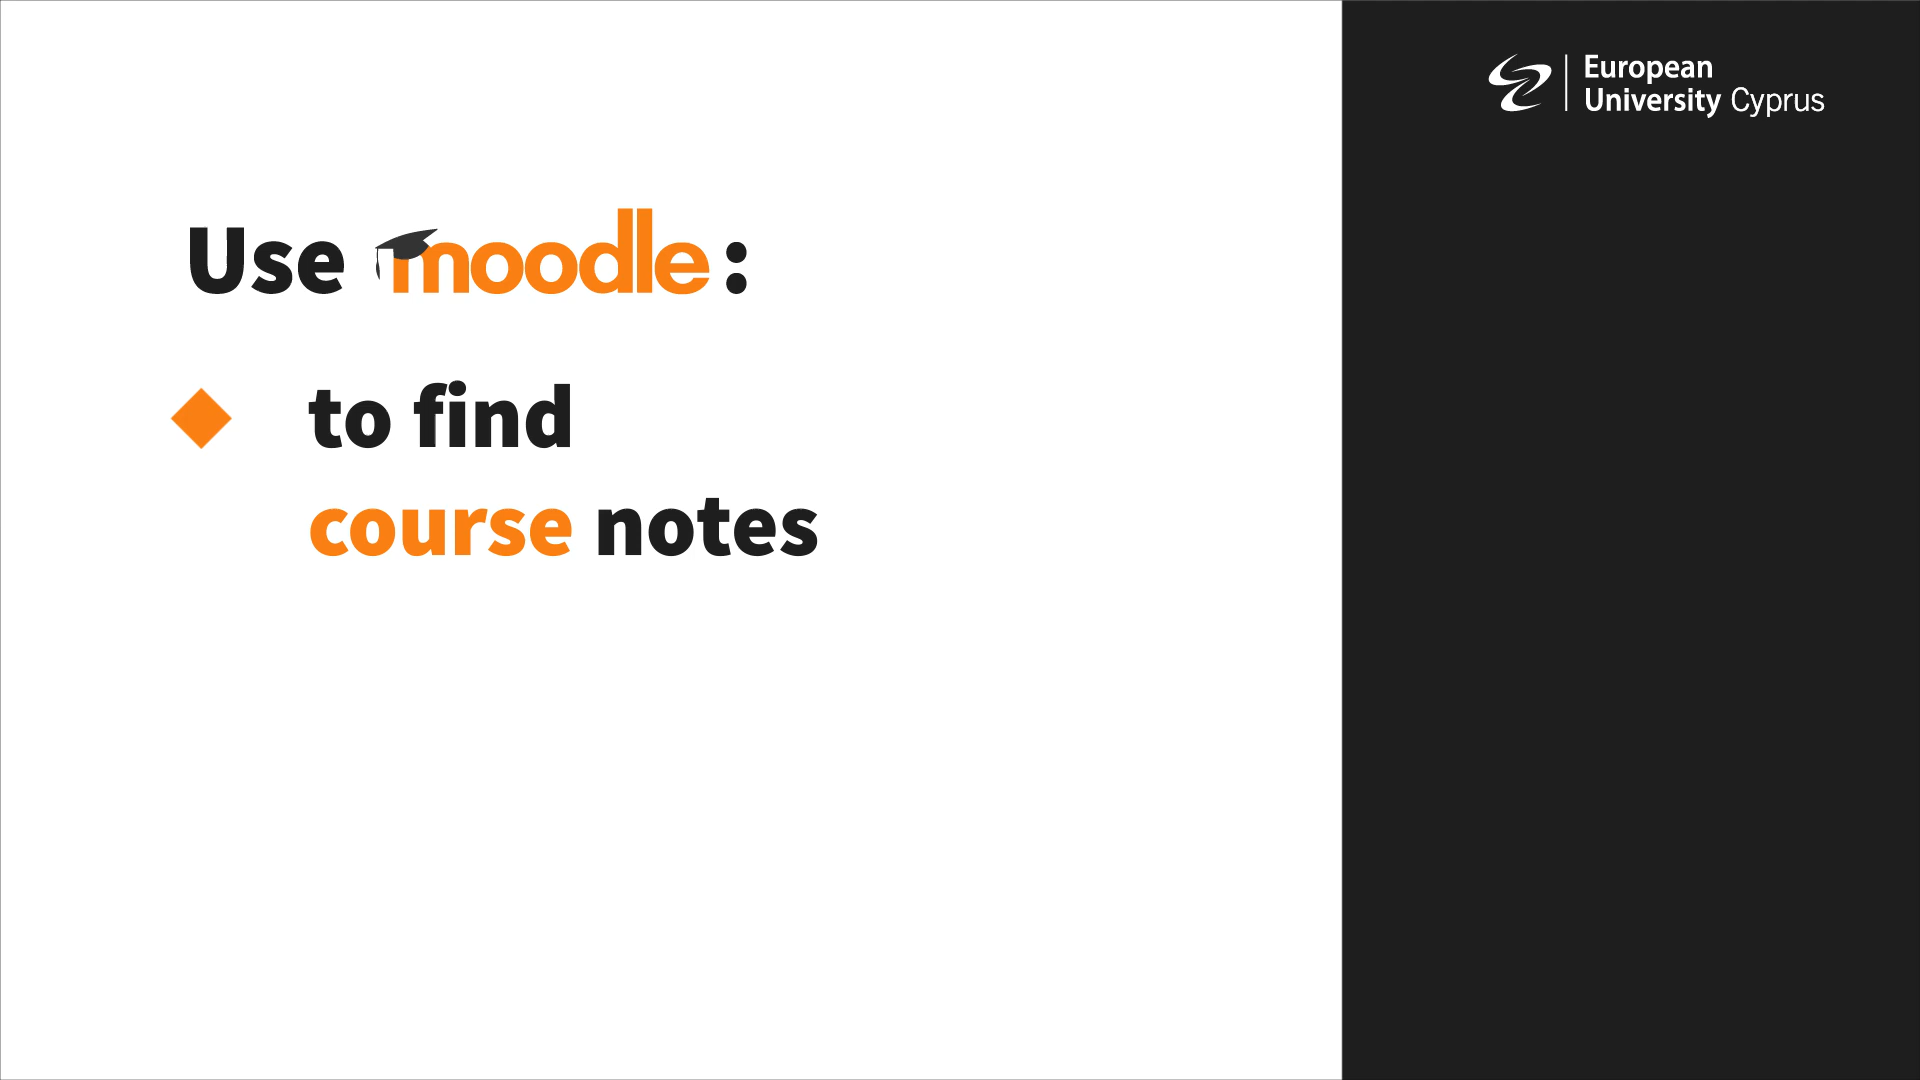 Use moodle:
to find
course notes
European
University Cyprus